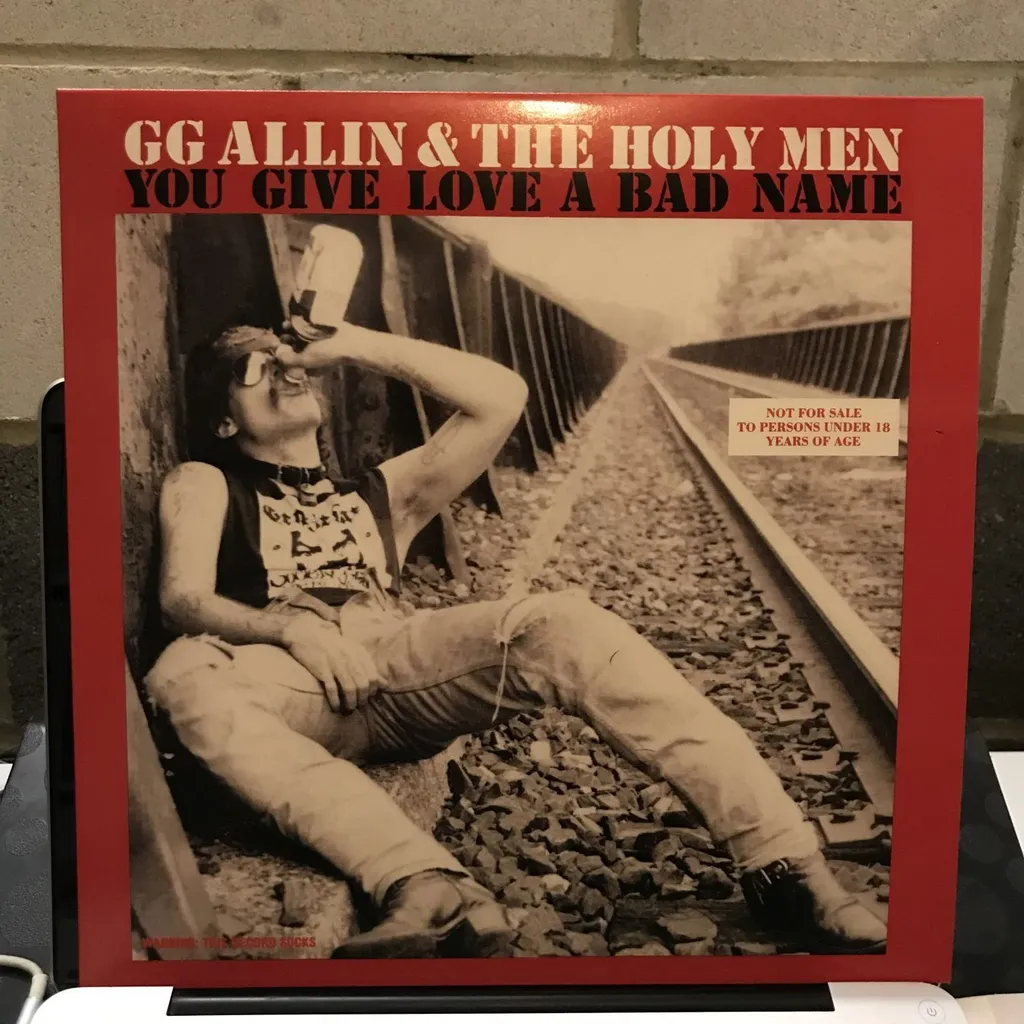 GG ALLIN & THE HOLY MEN
YOU GIVE LOVE A BAD NAME
NOT FOR SALE
TO PERSONS UNDER 18
YEARS OF AGE
WARNING: THIS RECORD SUCKS